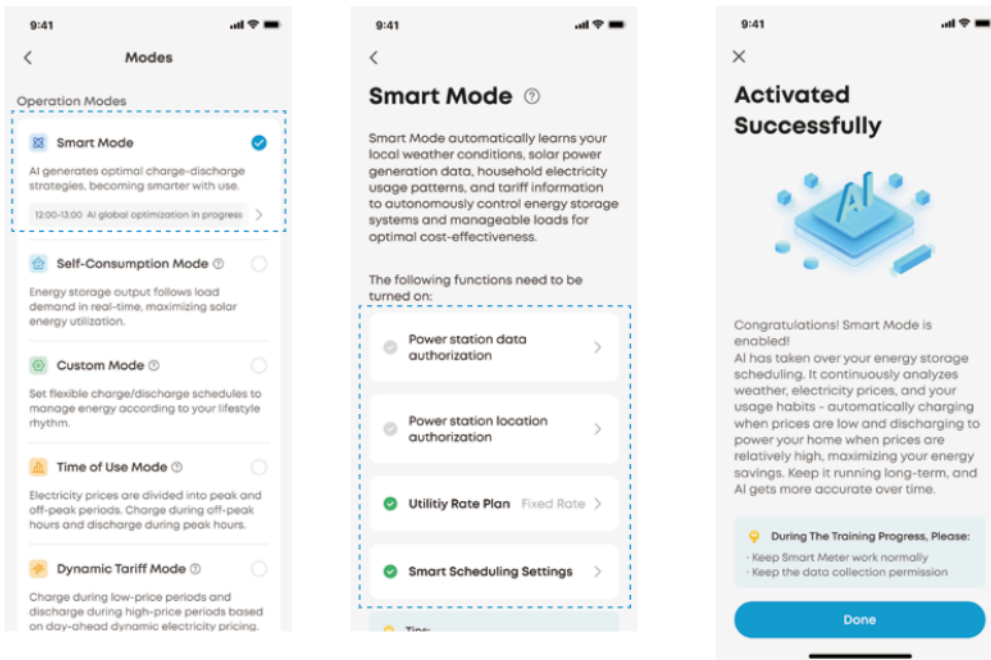 9:41
Modes
Operation Modes
Smart Mode
AI generates optimal charge-discharge
strategies, becoming smarter with use.
12:00-13:00 AI global optimization in progress
Self-Consumption Mode
Energy storage output follows load
demand in real-time, maximizing solar
energy utilization.
Custom Mode
Set flexible charge/discharge schedules to
manage energy according to your lifestyle
rhythm.
Time of Use Mode
Electricity prices are divided into peak and
off-peak periods. Charge during off-peak
hours and discharge during peak hours.
Dynamic Tariff Mode
Charge during low-price periods and
discharge during high-price periods based
on day-ahead dynamic electricity pricing.
9:41
Smart Mode
Smart Mode automatically learns your
local weather conditions, solar power
generation data, household electricity
usage patterns, and tariff information
to autonomously control energy storage
systems and manageable loads for
optimal cost-effectiveness.
The following functions need to be
turned on:
Power station data
authorization
Power station location
authorization
Utilitiy Rate Plan Fixed Rate
Smart Scheduling Settings
Tips:
9:41
Activated
Successfully
AI
Congratulations! Smart Mode is
enabled!
AI has taken over your energy storage
scheduling. It continuously analyzes
weather, electricity prices, and your
usage habits - automatically charging
when prices are low and discharging to
power your home when prices are
relatively high, maximizing your energy
savings. Keep it running long-term, and
AI gets more accurate over time.
During The Training Progress, Please:
· Keep Smart Meter work normally
· Keep the data collection permission
Done